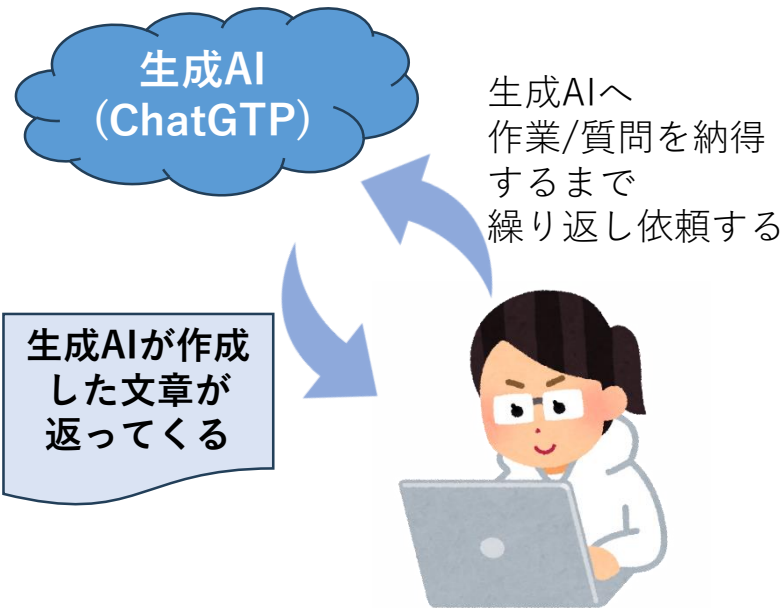 生成AI
(ChatGTP)
生成AIへ
作業/質問を納得
するまで
繰り返し依頼する
生成AIが作成
した文章が
返ってくる